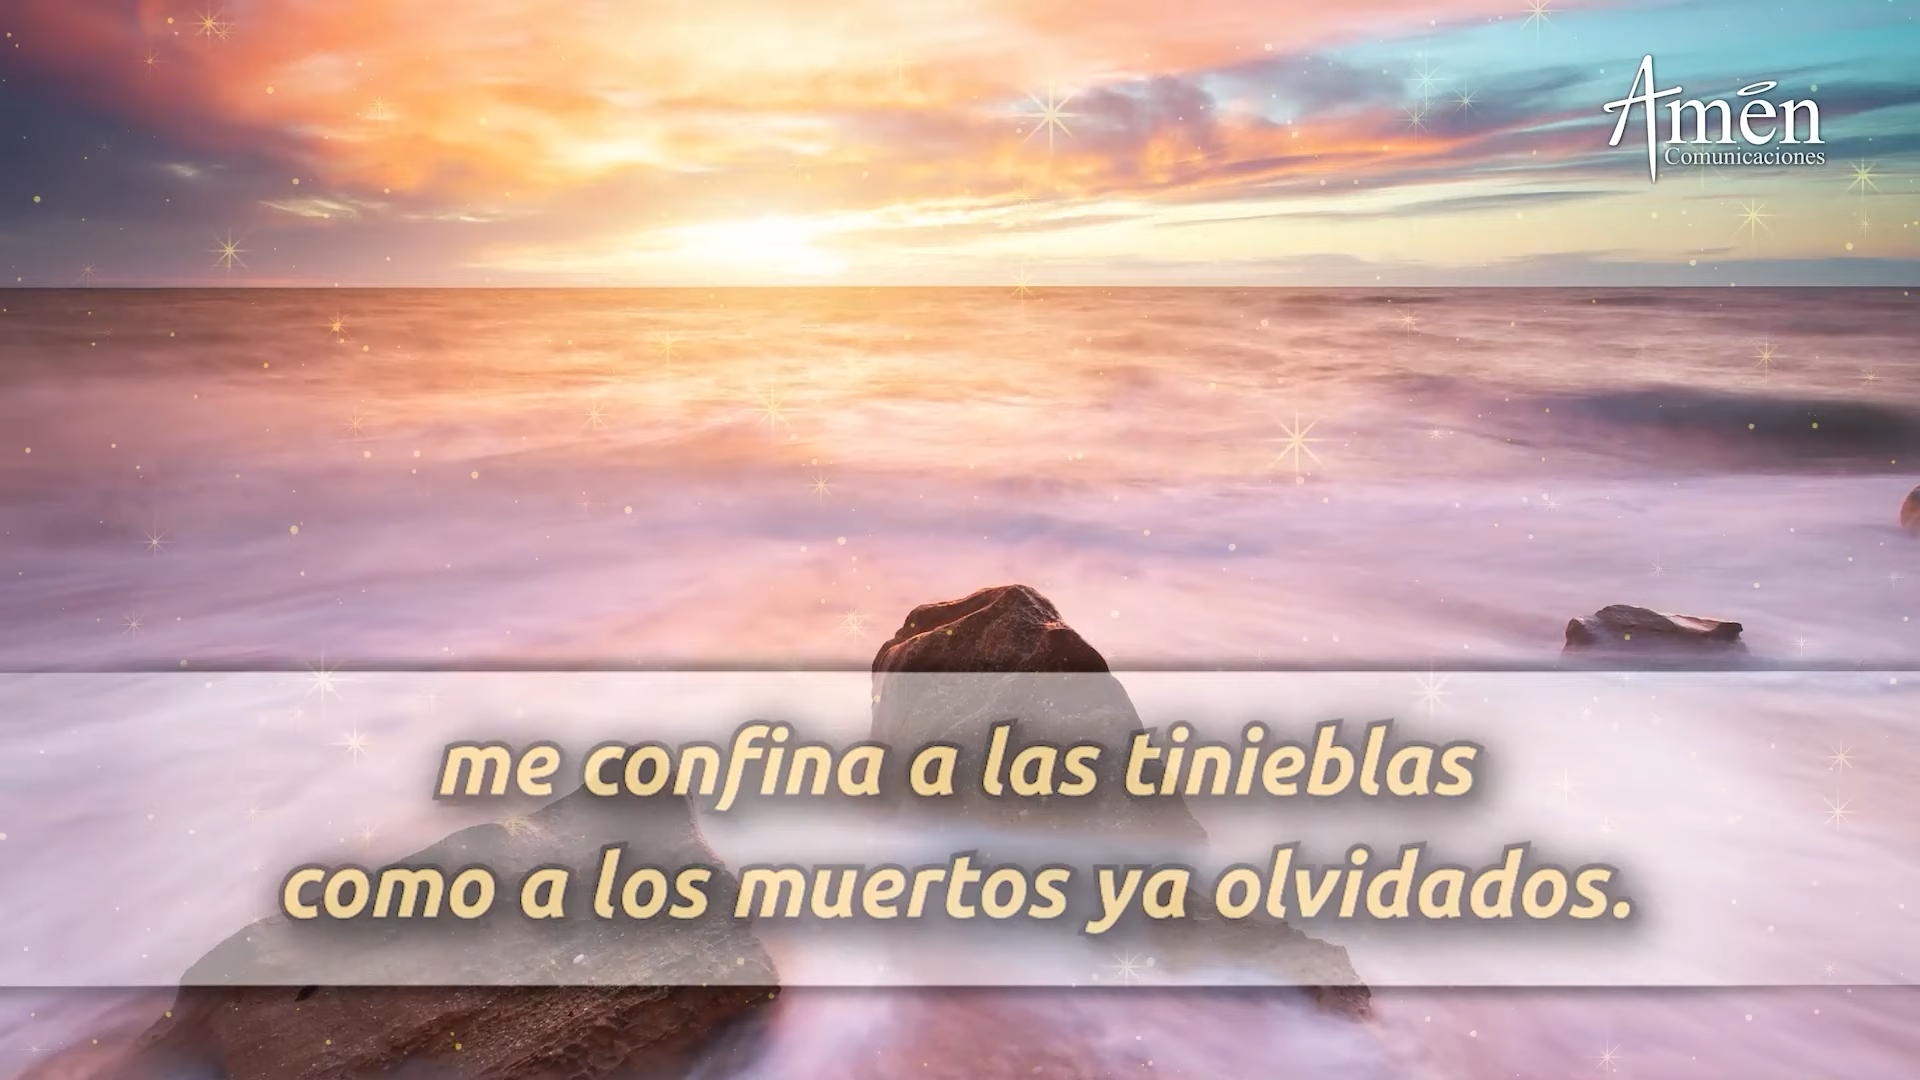 Amén
Comunicaciones
me confina a las tinieblas
como a los muertos ya olvidados.